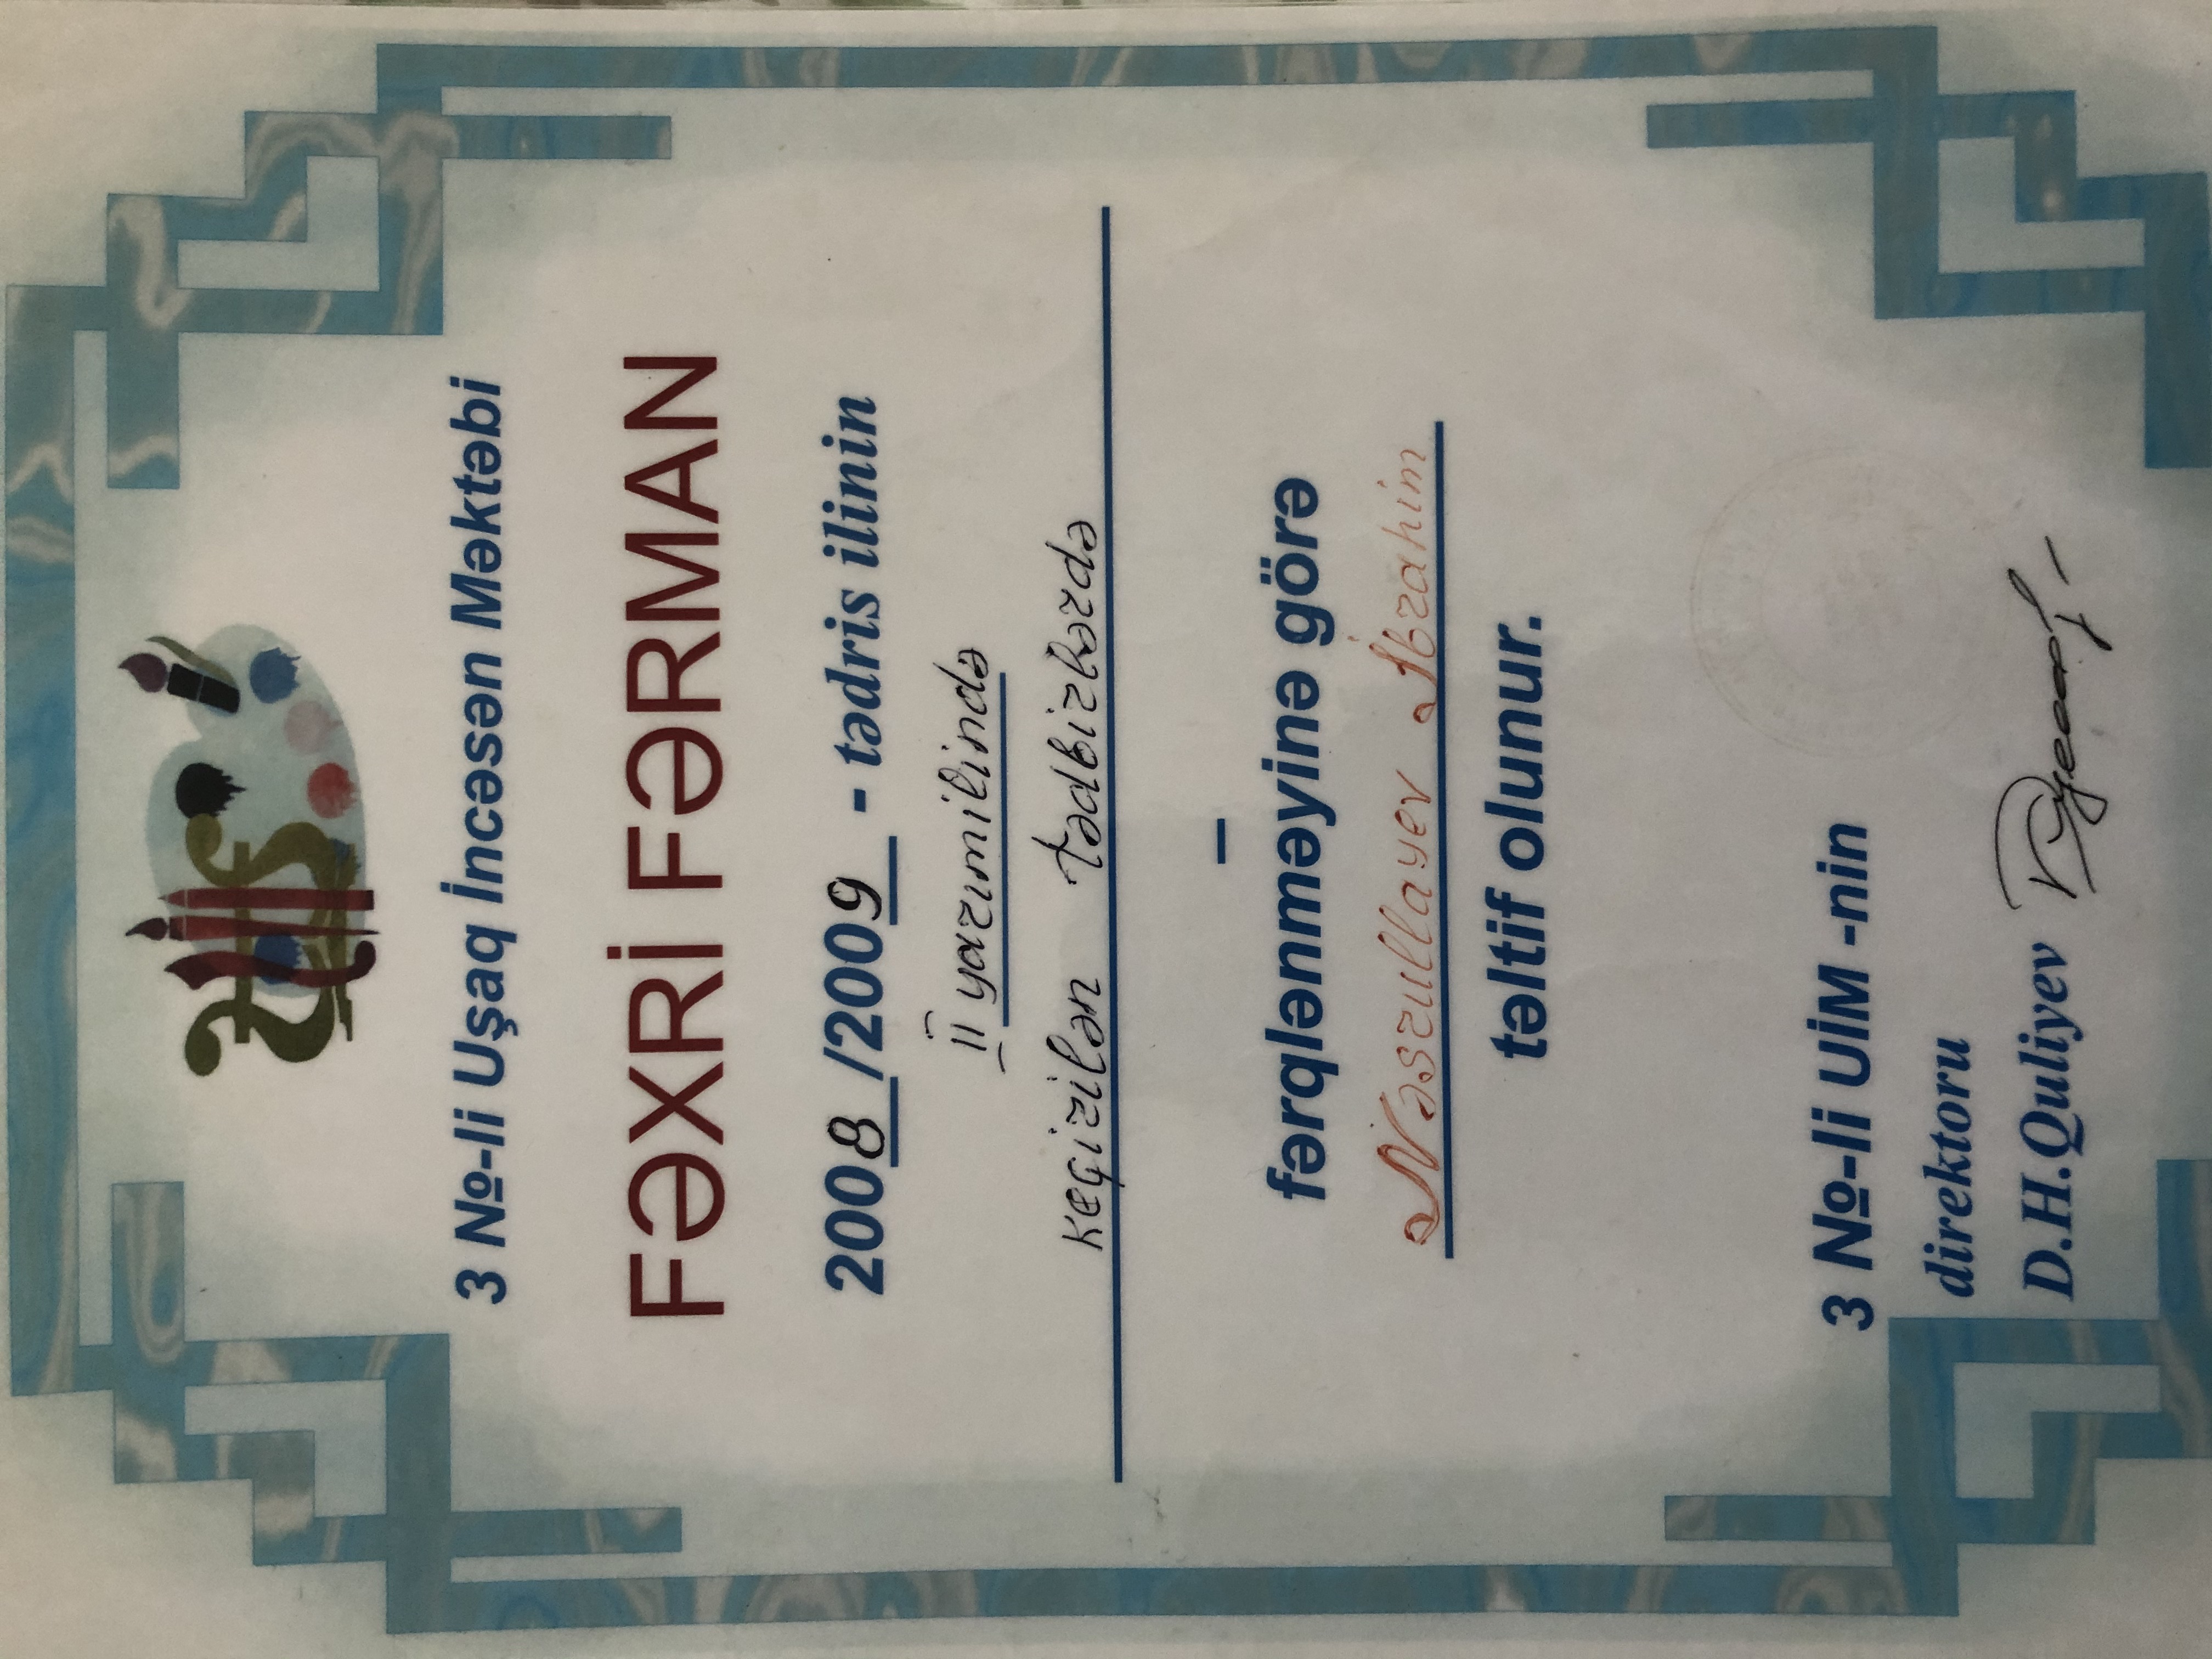 3 №-li Uşaq İncəsən Məktəbi
FƏXRİ FƏRMAN
2008 /2009 - tədris ilinin
II yarımilində
keçirilən tədbirlərdə
–
fərqlənməyinə görə
Nəsrullayev İbrahim
təltif olunur.
3 №-li UİM -nin
direktoru
D.H.Quliyev